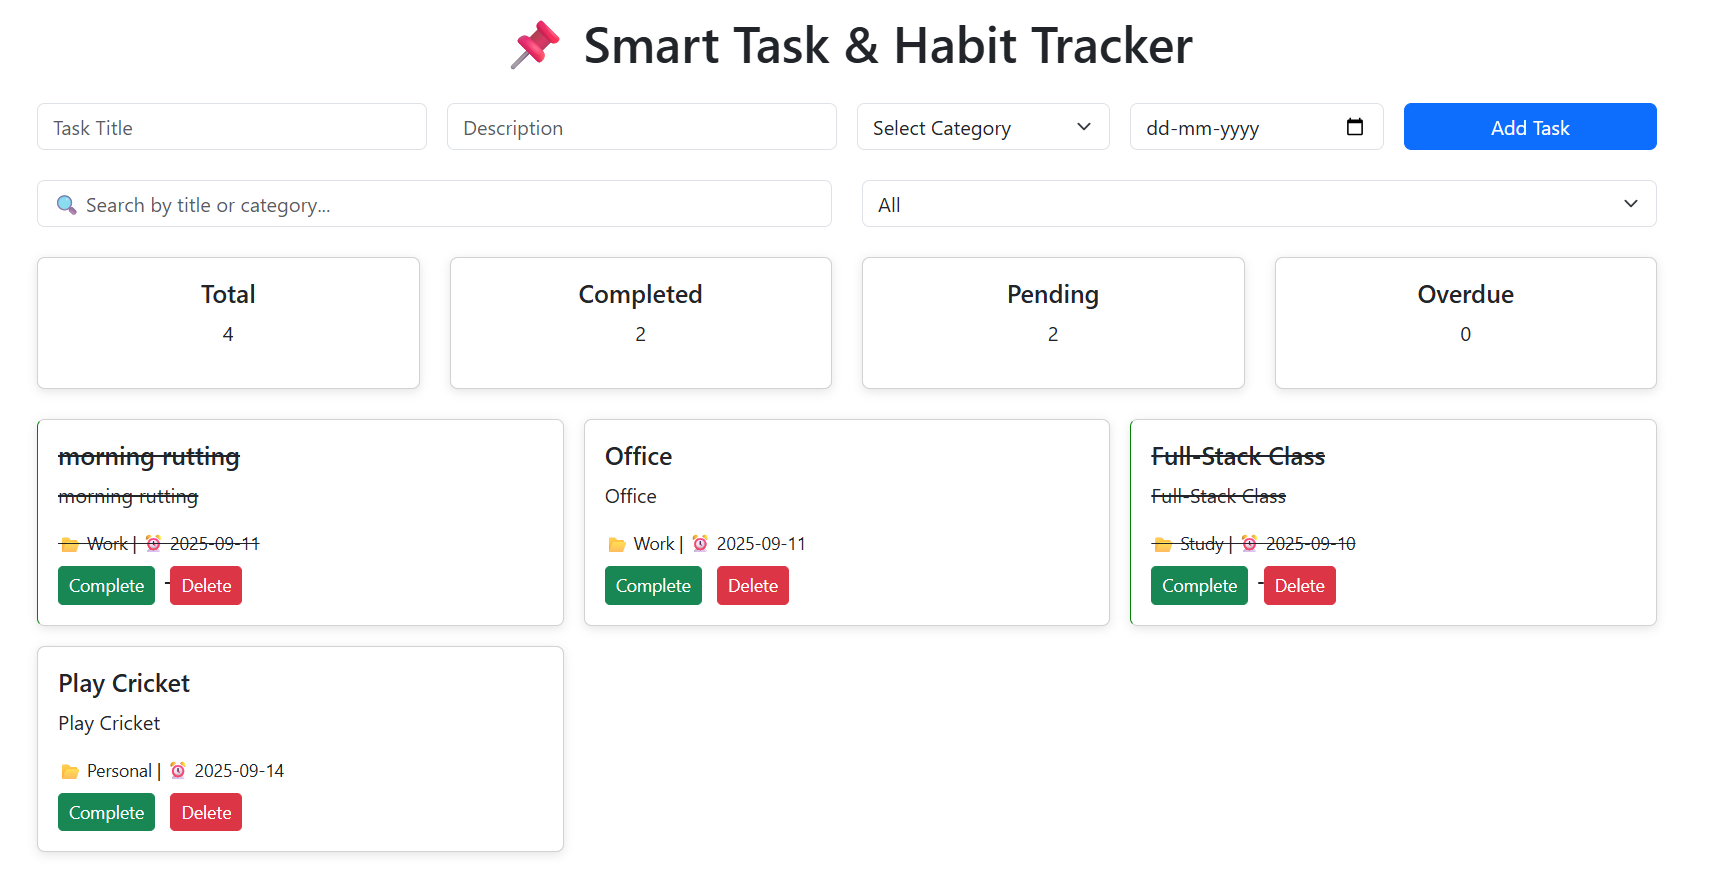 📌 Smart Task & Habit Tracker
Task Title
Description
Select Category
dd-mm-yyyy
Add Task
🔍 Search by title or category...
All
Total
4
Completed
2
Pending
2
Overdue
0
morning rutting
morning rutting
📂 Work | ⏰ 2025-09-11
Complete Delete
Office
Office
📂 Work | ⏰ 2025-09-11
Complete Delete
Full-Stack Class
Full-Stack Class
📂 Study | ⏰ 2025-09-10
Complete Delete
Play Cricket
Play Cricket
📂 Personal | ⏰ 2025-09-14
Complete Delete